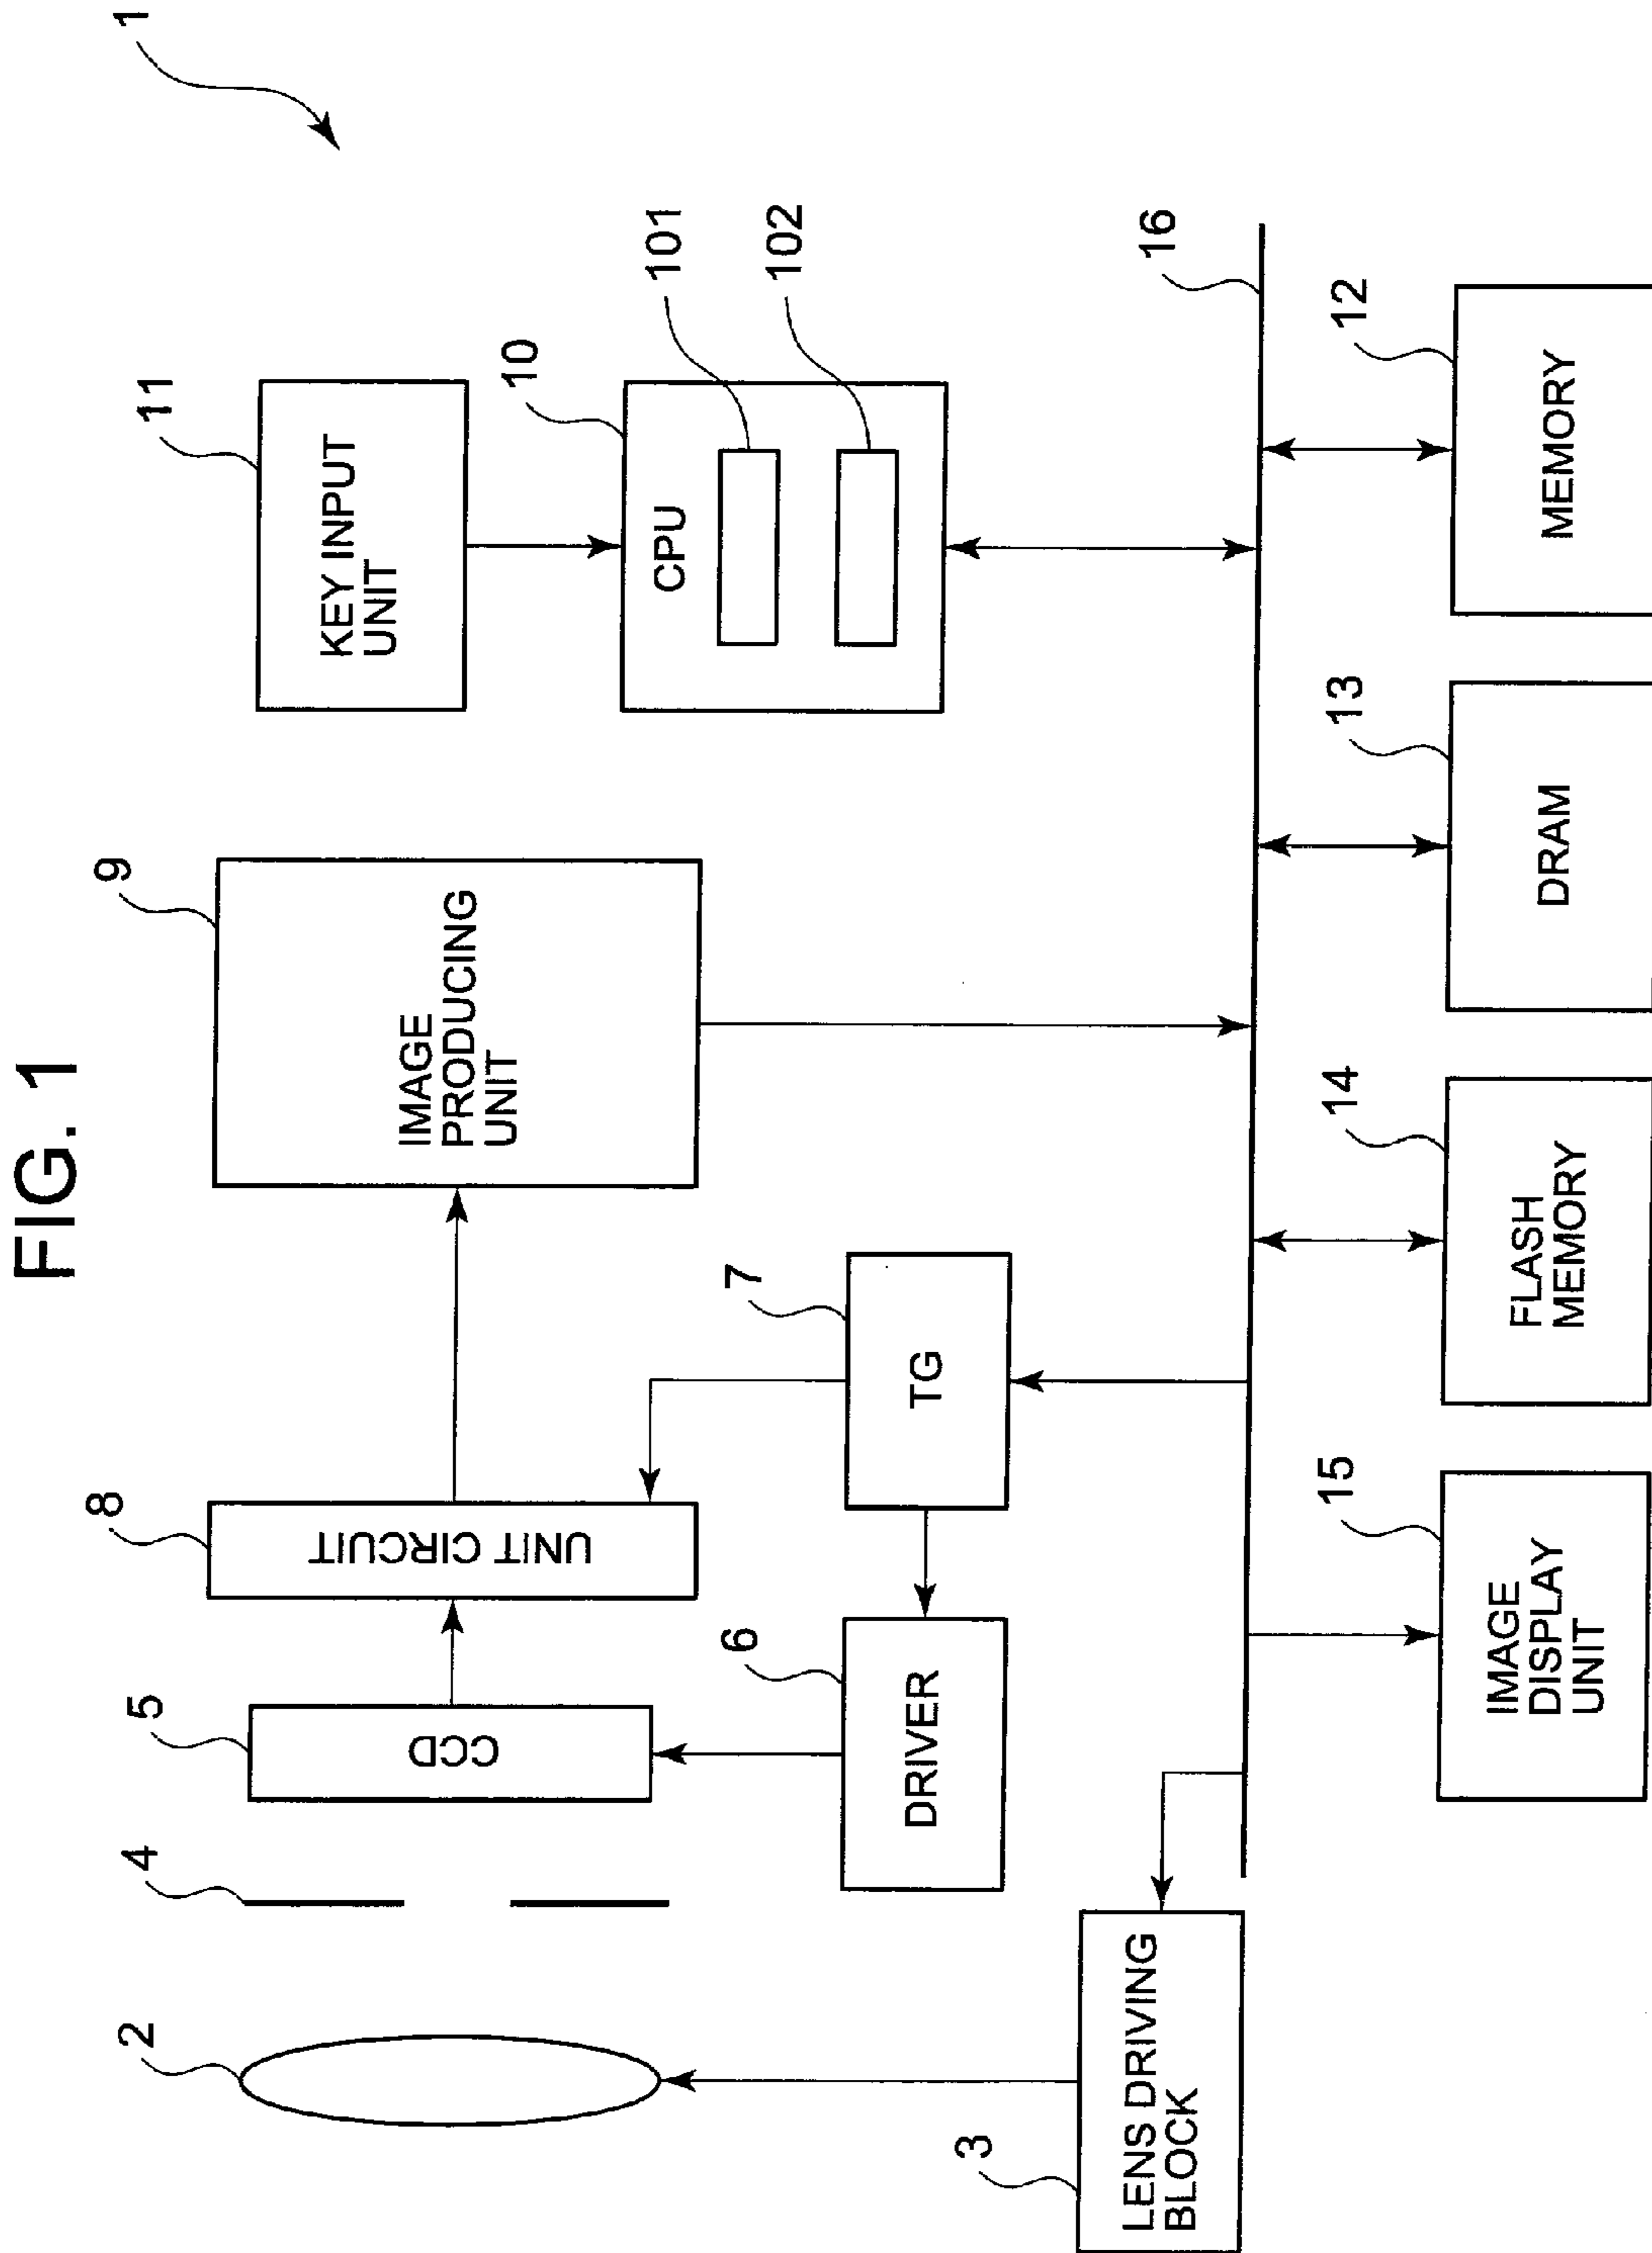 FIG. 1
1
2
3
LENS DRIVING
BLOCK
4
5
CCD
6
DRIVER
7
TG
8
UNIT CIRCUIT
9
IMAGE
PRODUCING
UNIT
11
KEY INPUT
UNIT
10
CPU
101
102
16
15
IMAGE
DISPLAY
UNIT
14
FLASH
MEMORY
13
DRAM
12
MEMORY